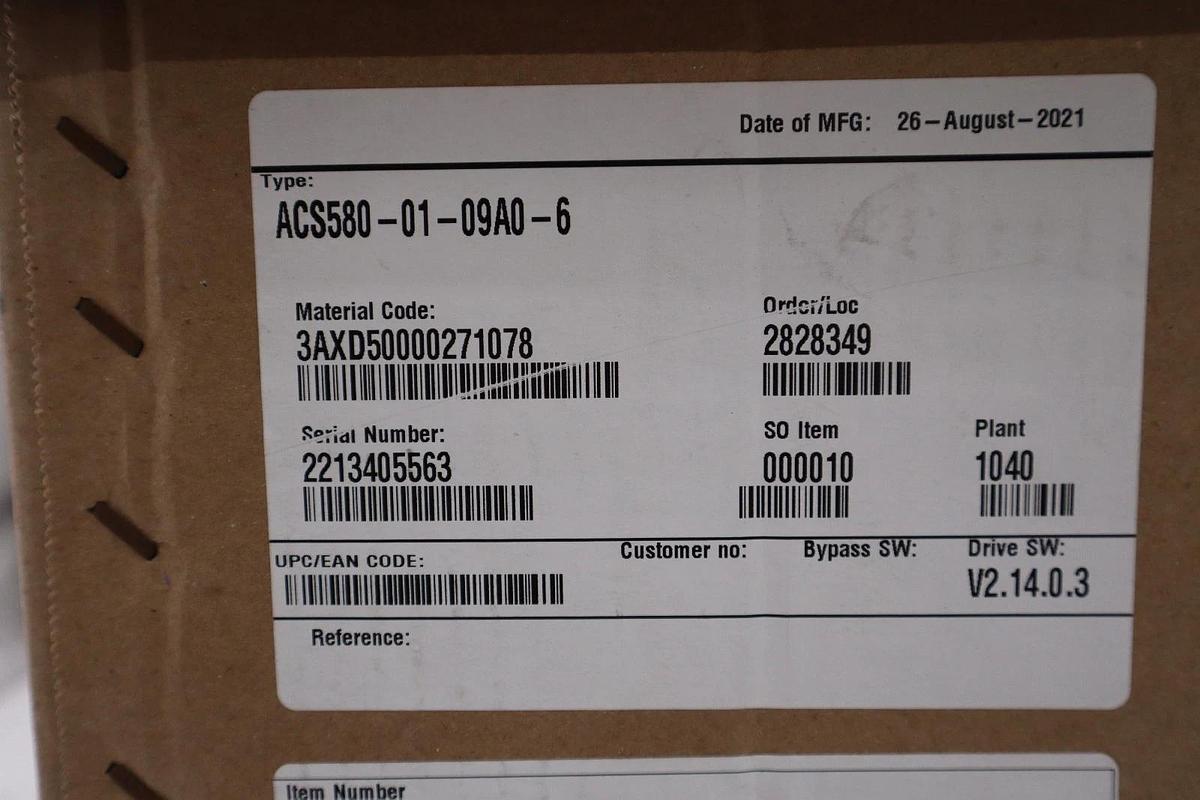 Date of MFG: 26-August-2021
Type:
ACS580-01-09A0-6
Material Code:
3AXD50000271078
Order/Loc
2828349
Serial Number:
2213405563
SO Item
000010
Plant
1040
UPC/EAN CODE:
Customer no:
Bypass SW:
Drive SW:
V2.14.0.3
Reference:
Item Number